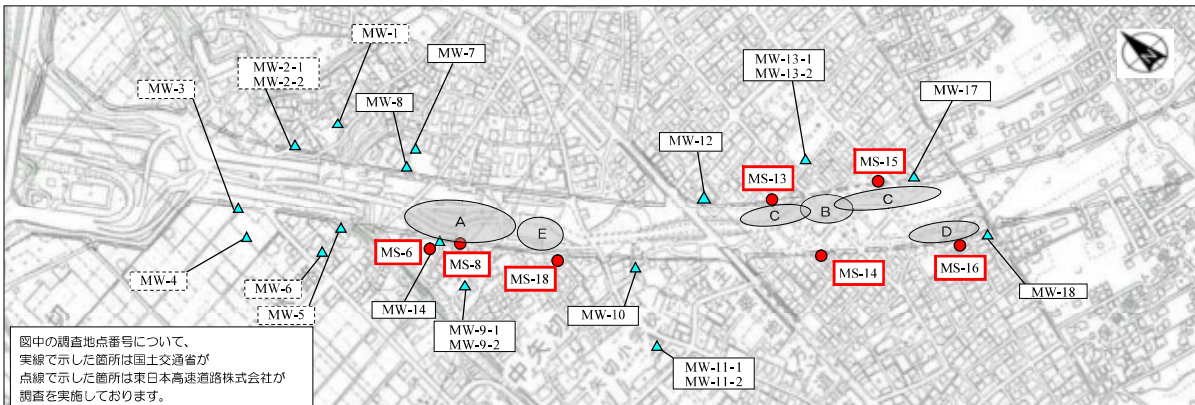 MW-1
MW-2-1
MW-2-2
MW-3
MW-7
MW-8
MW-13-1
MW-13-2
MW-17
MW-12
MS-15
MS-13
A
E
C
B
C
D
MS-6
MS-8
MS-18
MS-14
MS-16
MW-4
MW-6
MW-5
MW-14
MW-9-1
MW-9-2
MW-10
MW-18
MW-11-1
MW-11-2
図中の調査地点番号について、
実線で示した箇所は国土交通省が
点線で示した箇所は東日本高速道路株式会社が
調査を実施しております。